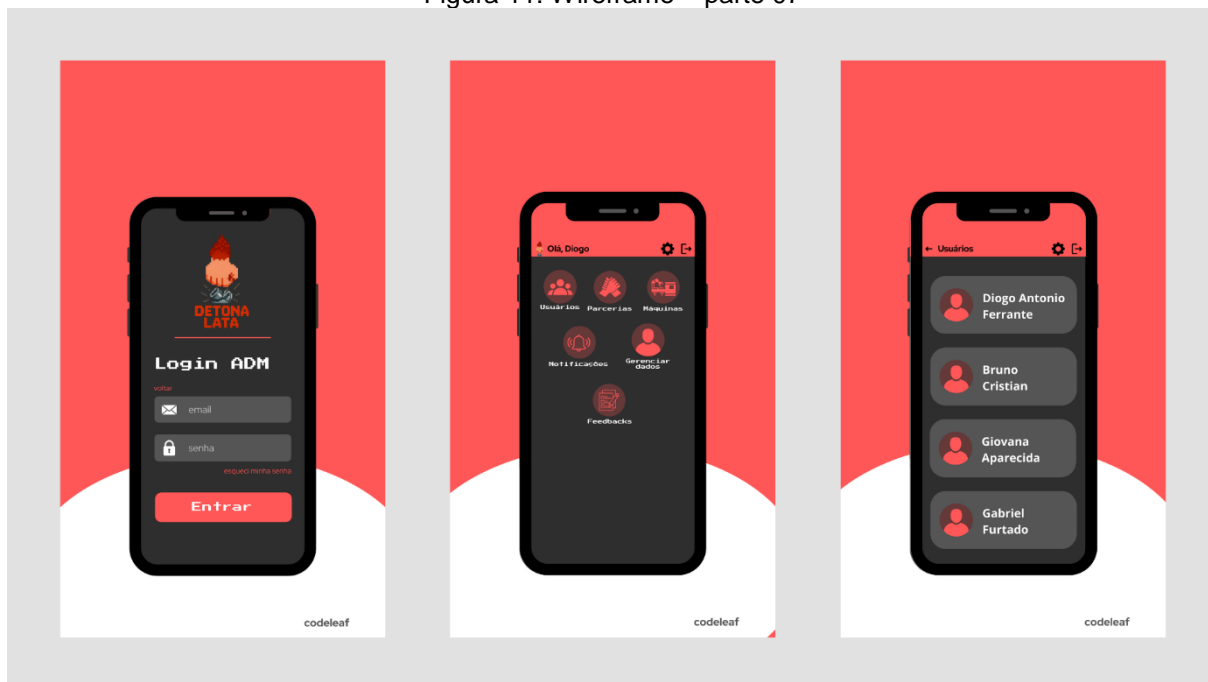 DETONA
LATA
Login ADM
voltar
email
senha
esqueci minha senha
Entrar
codeleaf
Olá, Diogo
Usuários Parcerias Máquinas
Notificações Gerenciar
dados
Feedbacks
codeleaf
← Usuários
Diogo Antonio
Ferrante
Bruno
Cristian
Giovana
Aparecida
Gabriel
Furtado
codeleaf